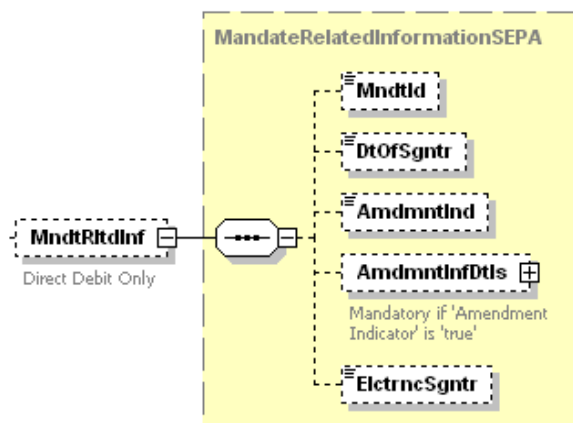 MandateRelatedInformationSEPA
MndtId
DtOfSgntr
AmdmntInd
MndtRltdInf
Direct Debit Only
AmdmntInfDtls
Mandatory if 'Amendment
Indicator' is 'true'
ElctrncSgntr